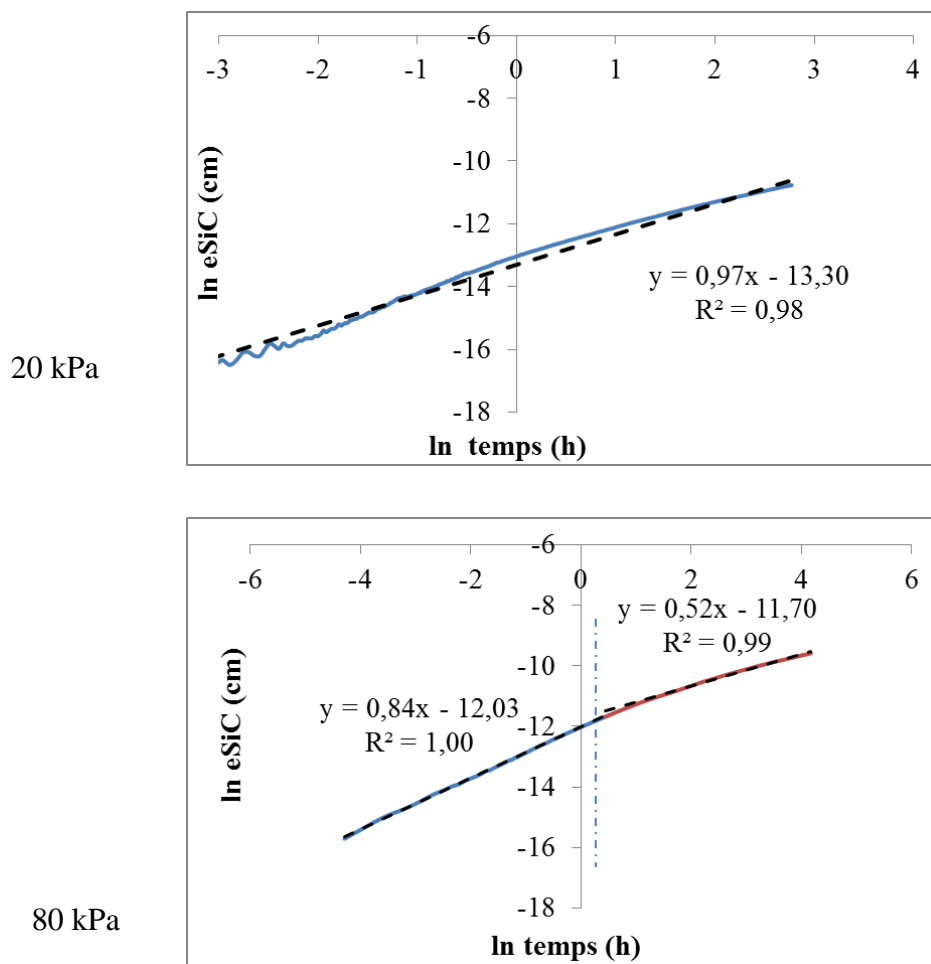 -6
-3 -2 -1 0 1 2 3 4
-8
-10
-12
-14
-16
-18
ln eSiC (cm)
y = 0,97x - 13,30
R² = 0,98
ln temps (h)
20 kPa
-6
-6 -4 -2 0 2 4 6
-8
-10
-12
-14
-16
-18
ln eSiC (cm)
y = 0,52x - 11,70
R² = 0,99
y = 0,84x - 12,03
R² = 1,00
ln temps (h)
80 kPa